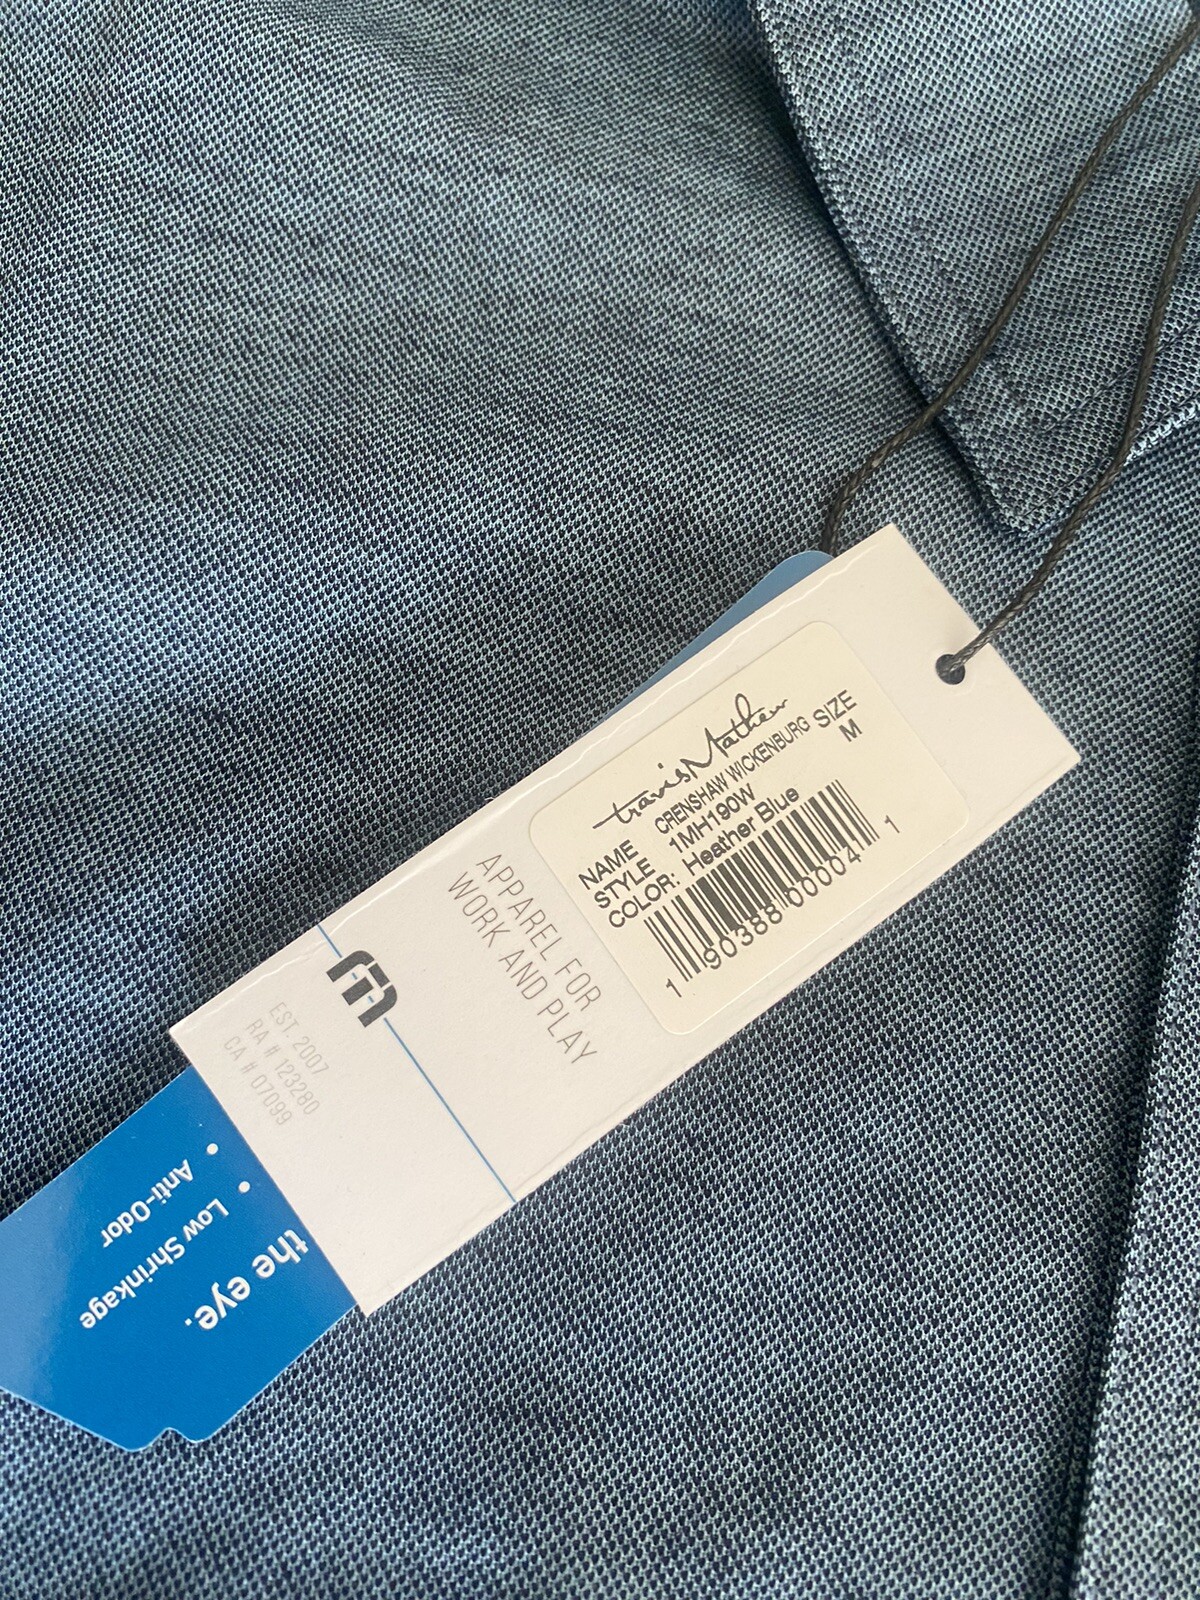 travisMathew
NAME CRENSHAW WICKENBURG SIZE
STYLE 1MH190W M
COLOR: Heather Blue
1 90388 00004 1
APPAREL FOR
WORK AND PLAY
tm
EST. 2007
RA # 123280
CA # 07099
the eye.
• Low Shrinkage
• Anti-Odor